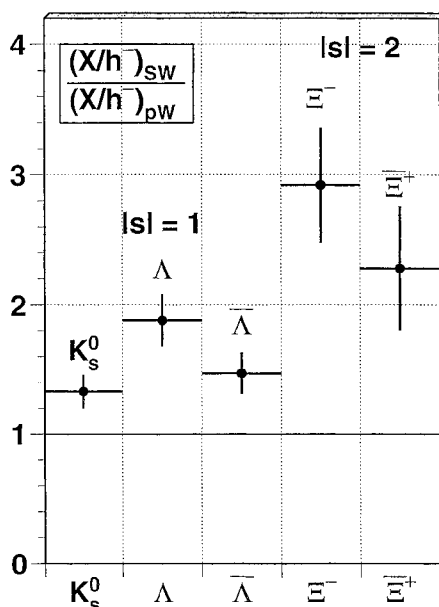 4
(X/h⁻)sW
(X/h⁻)pW
|s| = 2
Ξ⁻
3
Ξ̅⁺
|s| = 1
Λ
2
Λ̅
K⁰s
1
0
K⁰s Λ Λ̅ Ξ⁻ Ξ̅⁺